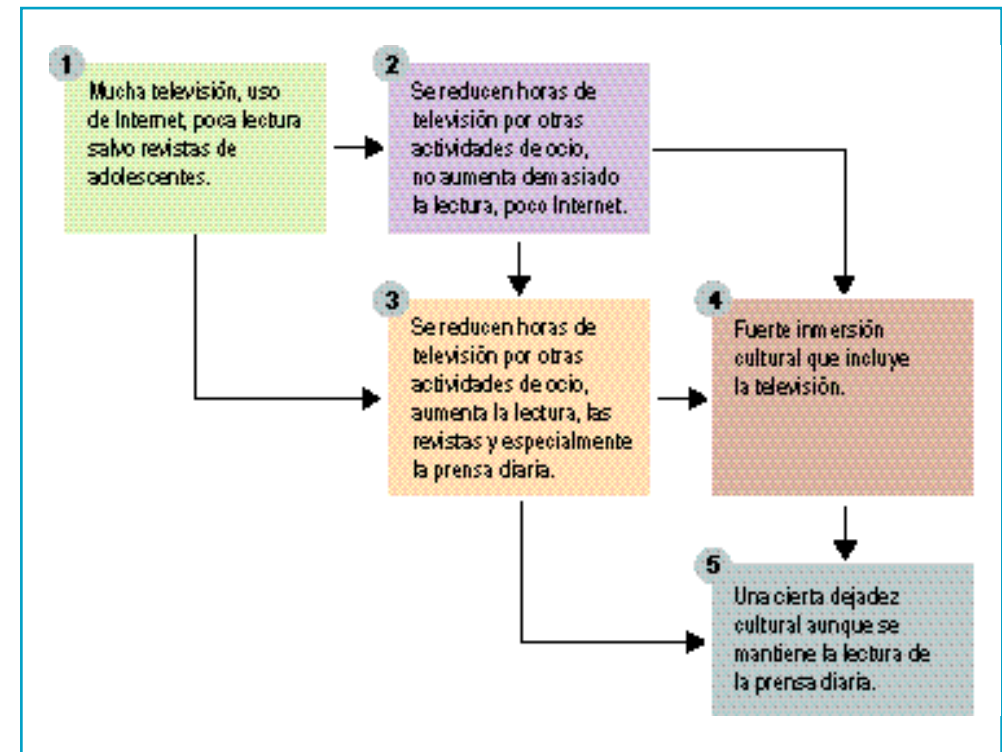 1
Mucha televisión, uso
de Internet, poca lectura
salvo revistas de
adolescentes.
2
Se reducen horas de
televisión por otras
actividades de ocio,
no aumenta demasiado
la lectura, poco Internet.
3
Se reducen horas de
televisión por otras
actividades de ocio,
aumenta la lectura, las
revistas y especialmente
la prensa diaria.
4
Fuerte inmersión
cultural que incluye
la televisión.
5
Una cierta dejadez
cultural aunque se
mantiene la lectura de
la prensa diaria.